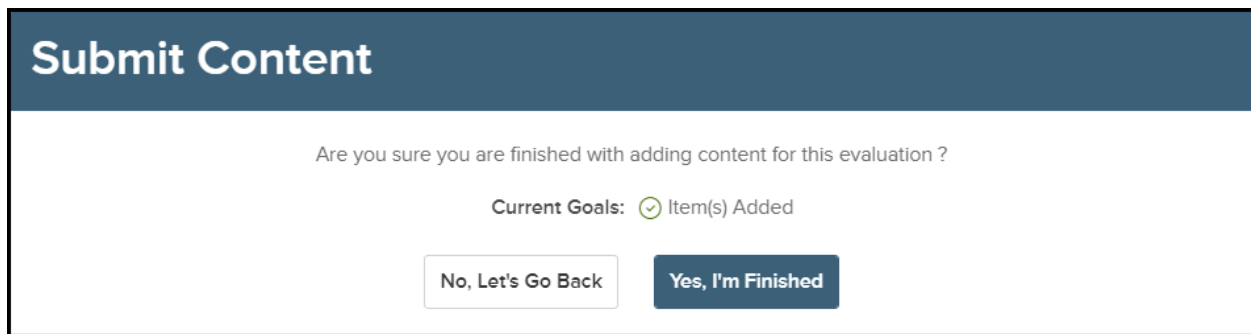 Submit Content
Are you sure you are finished with adding content for this evaluation ?
Current Goals: Item(s) Added
No, Let's Go Back Yes, I'm Finished